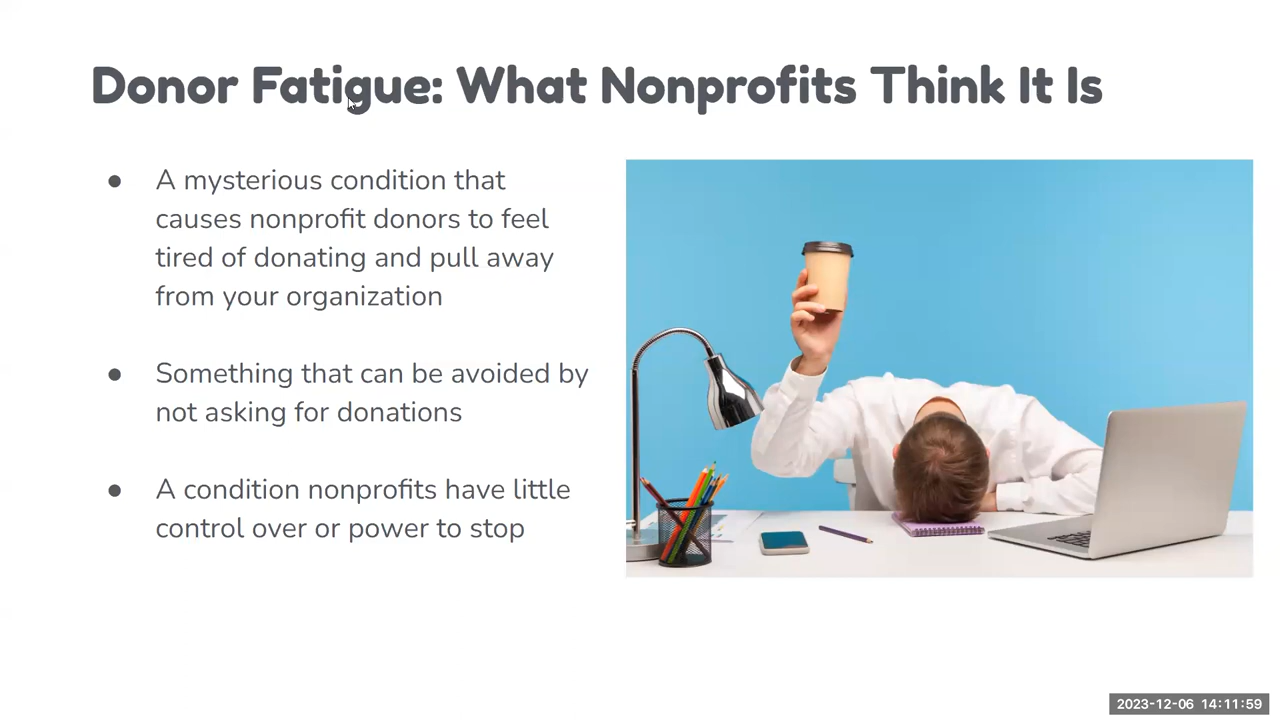 Donor Fatigue: What Nonprofits Think It Is
● A mysterious condition that
causes nonprofit donors to feel
tired of donating and pull away
from your organization
● Something that can be avoided by
not asking for donations
● A condition nonprofits have little
control over or power to stop
2023-12-06 14:11:59